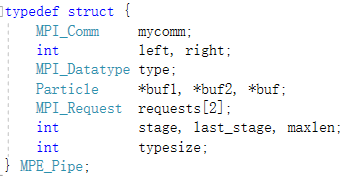 typedef struct {
MPI_Comm mycomm;
int left, right;
MPI_Datatype type;
Particle *buf1, *buf2, *buf;
MPI_Request requests[2];
int stage, last_stage, maxlen;
int typesize;
} MPE_Pipe;